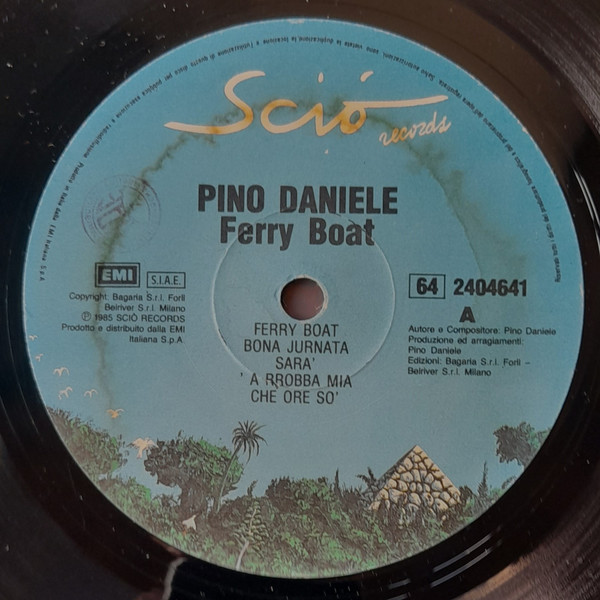 Sciò
records
PINO DANIELE
Ferry Boat
EMI
S.I.A.E.
64 2404641
A
Copyright: Bagaria S.r.l. Forlì
Belriver S.r.l. Milano
℗ 1985 SCIÒ RECORDS
Prodotto e distribuito dalla EMI
Italiana S.p.A
FERRY BOAT
BONA JURNATA
SARA'
' A RROBBA MIA
CHE ORE SO'
Autore e Compositore: Pino Daniele
Produzione ed arragiamenti:
Pino Daniele
Edizioni: Bagaria S.r.l. Forlì –
Belriver S.r.l. Milano